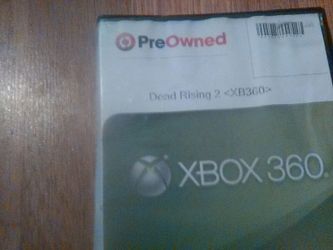 PreOwned
Dead Rising 2 <XB360>
XBOX 360.